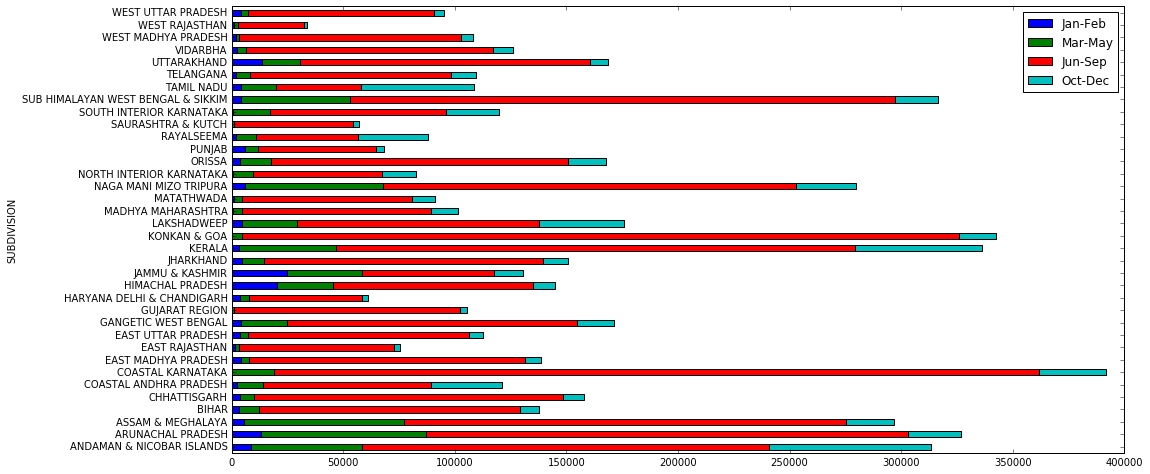 WEST UTTAR PRADESH
WEST RAJASTHAN
WEST MADHYA PRADESH
VIDARBHA
UTTARAKHAND
TELANGANA
TAMIL NADU
SUB HIMALAYAN WEST BENGAL & SIKKIM
SOUTH INTERIOR KARNATAKA
SAURASHTRA & KUTCH
RAYALSEEMA
PUNJAB
ORISSA
NORTH INTERIOR KARNATAKA
NAGA MANI MIZO TRIPURA
MATATHWADA
MADHYA MAHARASHTRA
LAKSHADWEEP
KONKAN & GOA
KERALA
JHARKHAND
JAMMU & KASHMIR
HIMACHAL PRADESH
HARYANA DELHI & CHANDIGARH
GUJARAT REGION
GANGETIC WEST BENGAL
EAST UTTAR PRADESH
EAST RAJASTHAN
EAST MADHYA PRADESH
COASTAL KARNATAKA
COASTAL ANDHRA PRADESH
CHHATTISGARH
BIHAR
ASSAM & MEGHALAYA
ARUNACHAL PRADESH
ANDAMAN & NICOBAR ISLANDS
SUBDIVISION
0 50000 100000 150000 200000 250000 300000 350000 400000
Jan-Feb
Mar-May
Jun-Sep
Oct-Dec